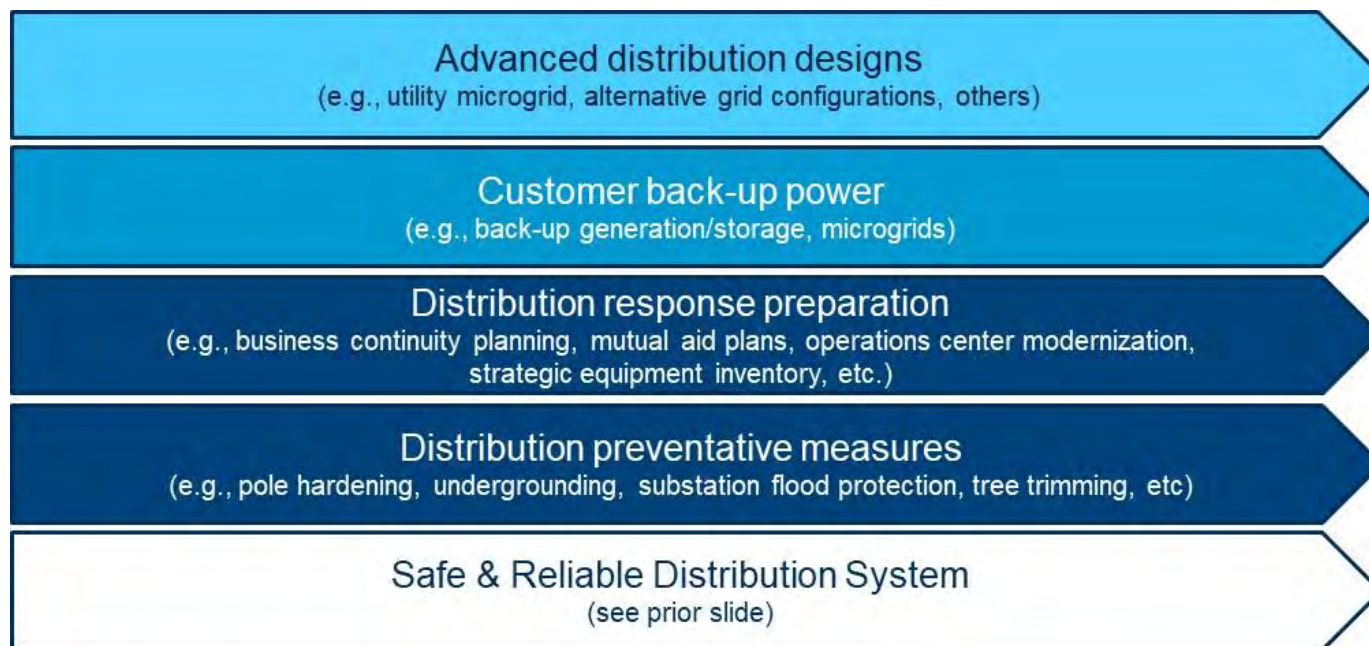 Advanced distribution designs
(e.g., utility microgrid, alternative grid configurations, others)
Customer back-up power
(e.g., back-up generation/storage, microgrids)
Distribution response preparation
(e.g., business continuity planning, mutual aid plans, operations center modernization,
strategic equipment inventory, etc.)
Distribution preventative measures
(e.g., pole hardening, undergrounding, substation flood protection, tree trimming, etc)
Safe & Reliable Distribution System
(see prior slide)